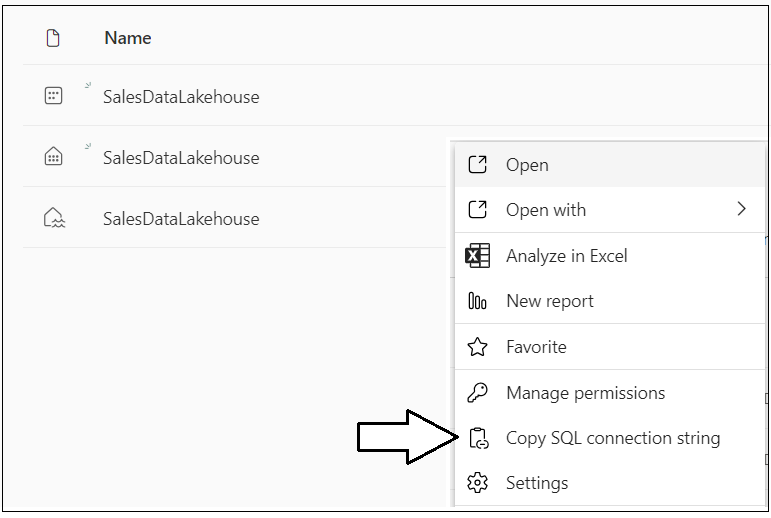 Name
SalesDataLakehouse
SalesDataLakehouse
SalesDataLakehouse
Open
Open with
Analyze in Excel
New report
Favorite
Manage permissions
Copy SQL connection string
Settings